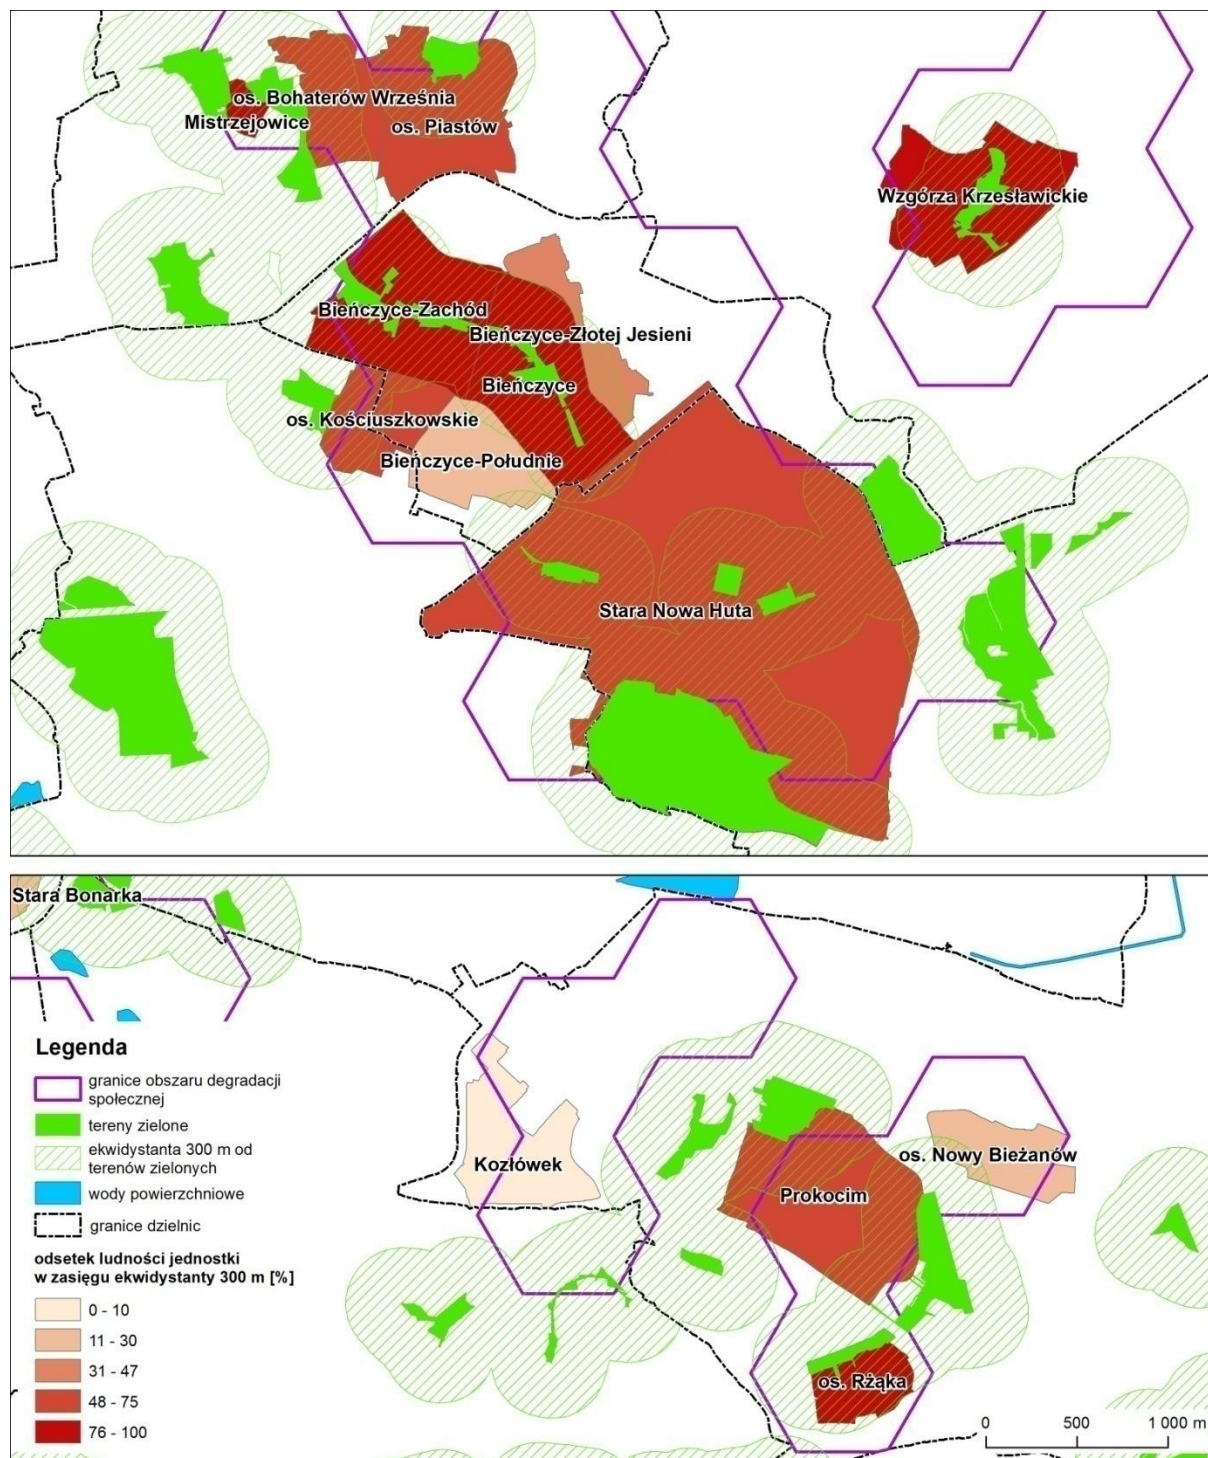 os. Bohaterów Września
Mistrzejowice
os. Piastów
Wzgórza Krzesławickie
Bieńczyce-Zachód
Bieńczyce-Złotej Jesieni
Bieńczyce
os. Kościuszkowskie
Bieńczyce-Południe
Stara Nowa Huta
Stara Bonarka
Kozłówek
os. Nowy Bieżanów
Prokocim
os. Rżąka
Legenda
granice obszaru degradacji
społecznej
tereny zielone
ekwidystanta 300 m od
terenów zielonych
wody powierzchniowe
granice dzielnic
odsetek ludności jednostki
w zasięgu ekwidystanty 300 m [%]
0 - 10
11 - 30
31 - 47
48 - 75
76 - 100
0 500 1 000 m